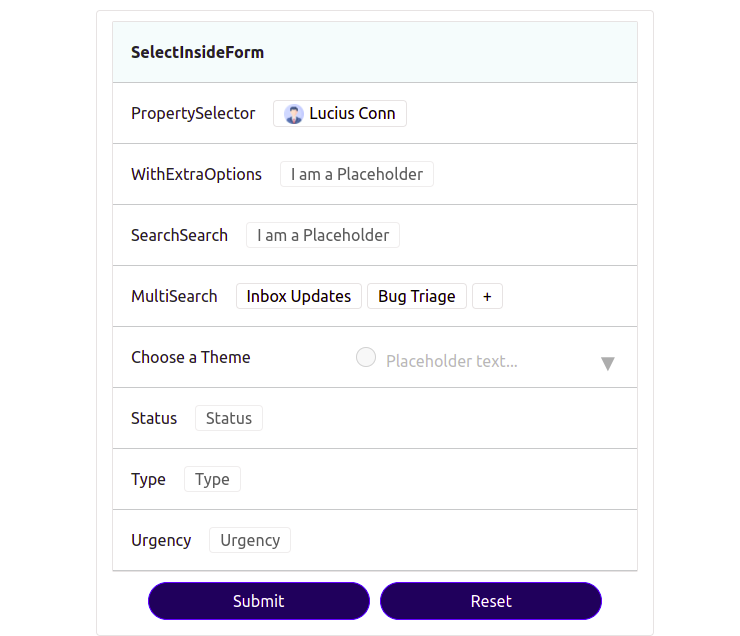 SelectInsideForm
PropertySelector Lucius Conn
WithExtraOptions I am a Placeholder
SearchSearch I am a Placeholder
MultiSearch Inbox Updates Bug Triage +
Choose a Theme Placeholder text...
Status Status
Type Type
Urgency Urgency
Submit Reset